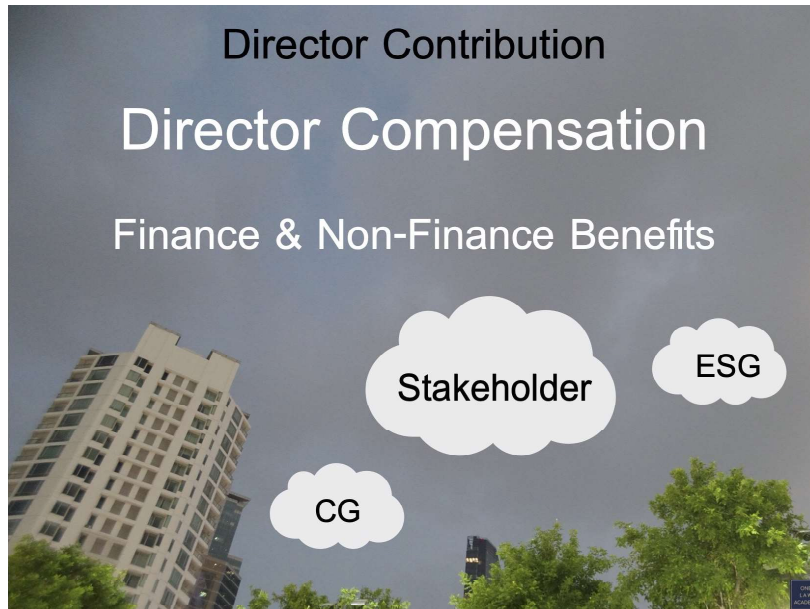 Director Contribution
Director Compensation
Finance & Non-Finance Benefits
Stakeholder
ESG
CG